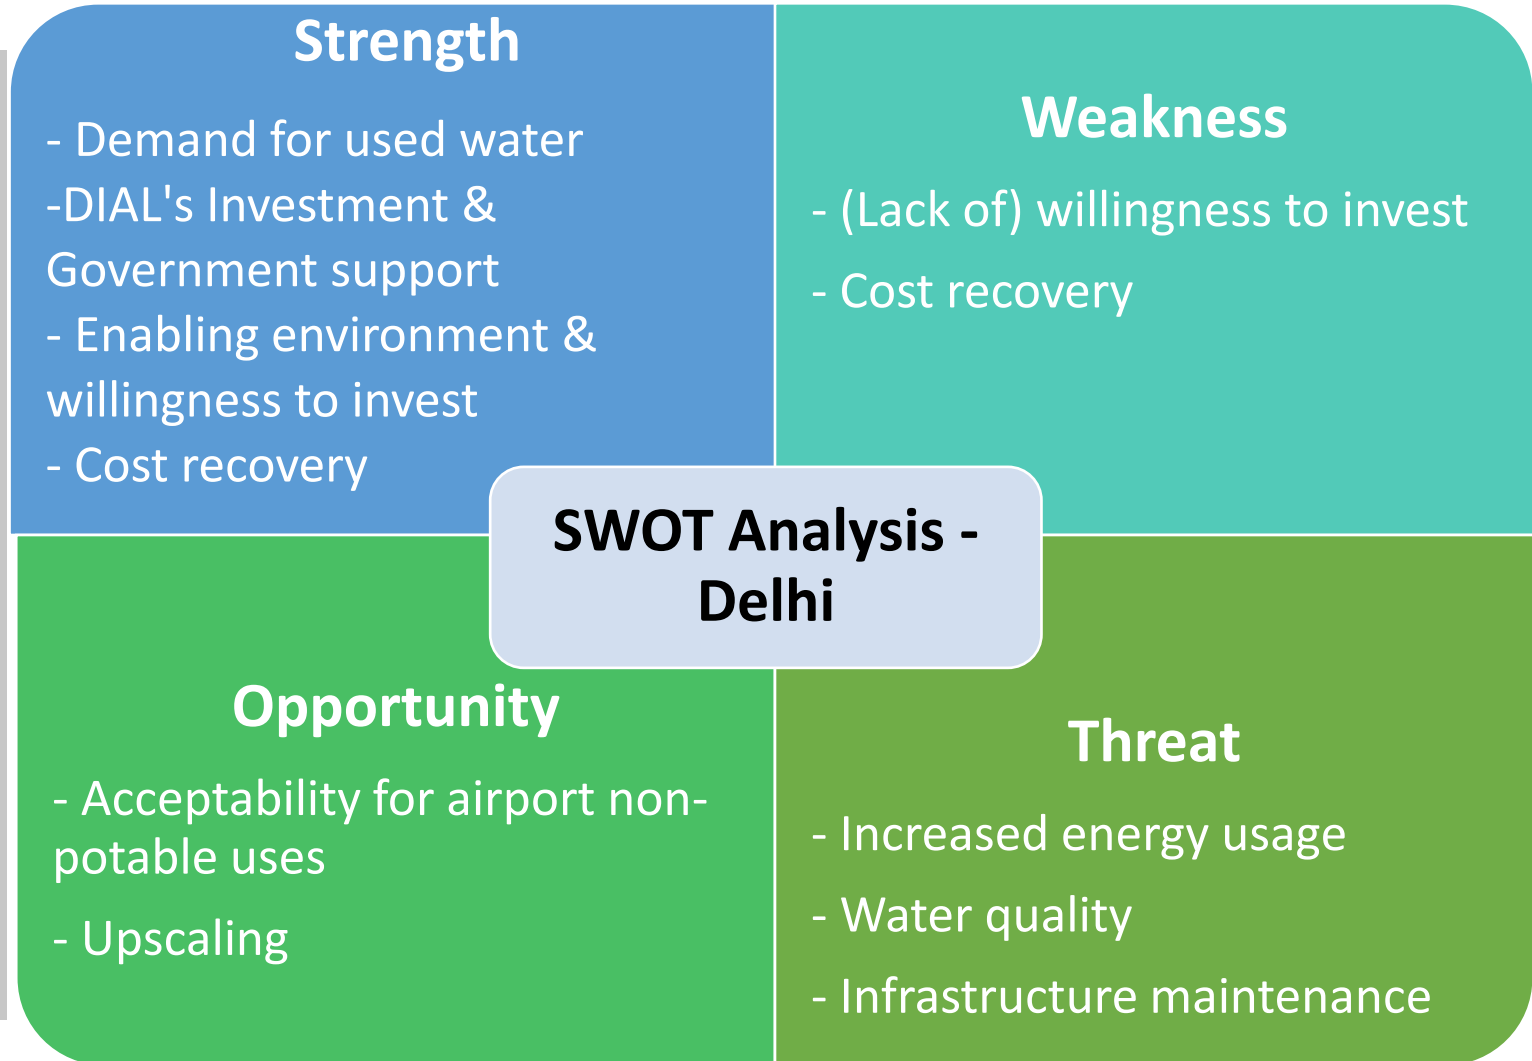 Strength
- Demand for used water
-DIAL's Investment &
Government support
- Enabling environment &
willingness to invest
- Cost recovery
Weakness
- (Lack of) willingness to invest
- Cost recovery
SWOT Analysis -
Delhi
Opportunity
- Acceptability for airport non-
potable uses
- Upscaling
Threat
- Increased energy usage
- Water quality
- Infrastructure maintenance